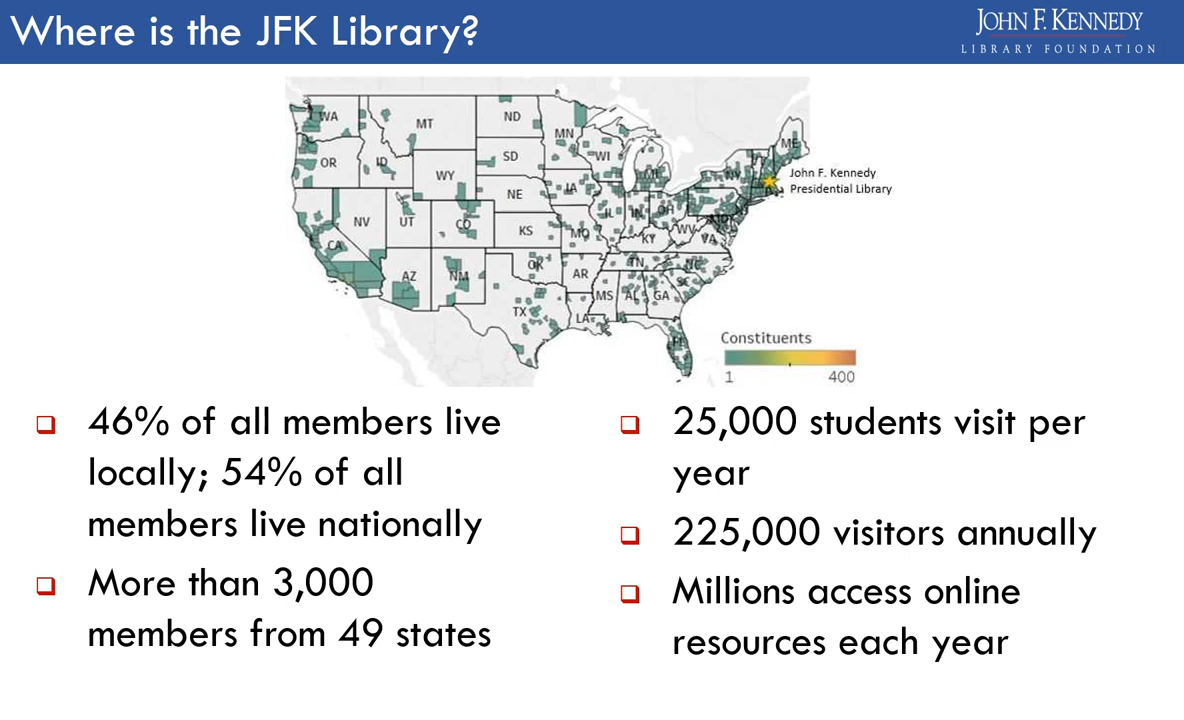 Where is the JFK Library?
JOHN F. KENNEDY
LIBRARY FOUNDATION
WA
MT
ND
MN
ME
OR
ID
SD
WI
MI
NY
John F. Kennedy
Presidential Library
WY
NE
IA
NV
UT
CO
KS
MO
IL
IN
OH
WV
MD
VA
KY
CA
AZ
NM
OK
AR
TN
NC
SC
TX
LA
MS
AL
GA
FL
Constituents
1
400
46% of all members live
locally; 54% of all
members live nationally
More than 3,000
members from 49 states
25,000 students visit per
year
225,000 visitors annually
Millions access online
resources each year